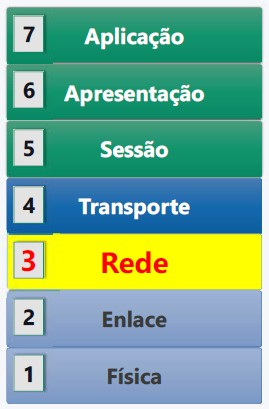 7 Aplicação
6 Apresentação
5 Sessão
4 Transporte
3 Rede
2 Enlace
1 Física